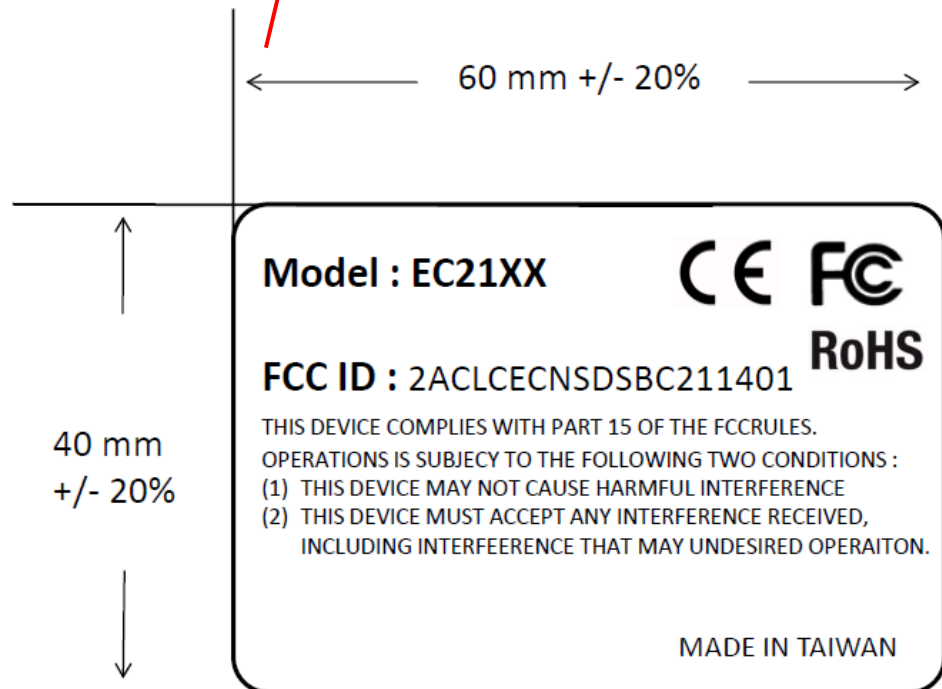 60 mm +/- 20%
Model : EC21XX
CE FC
RoHS
FCC ID : 2ACLCECNSDSBC211401
40 mm
+/- 20%
THIS DEVICE COMPLIES WITH PART 15 OF THE FCCRULES.
OPERATIONS IS SUBJECY TO THE FOLLOWING TWO CONDITIONS :
(1) THIS DEVICE MAY NOT CAUSE HARMFUL INTERFERENCE
(2) THIS DEVICE MUST ACCEPT ANY INTERFERENCE RECEIVED,
INCLUDING INTERFEERENCE THAT MAY UNDESIRED OPERAITON.
MADE IN TAIWAN